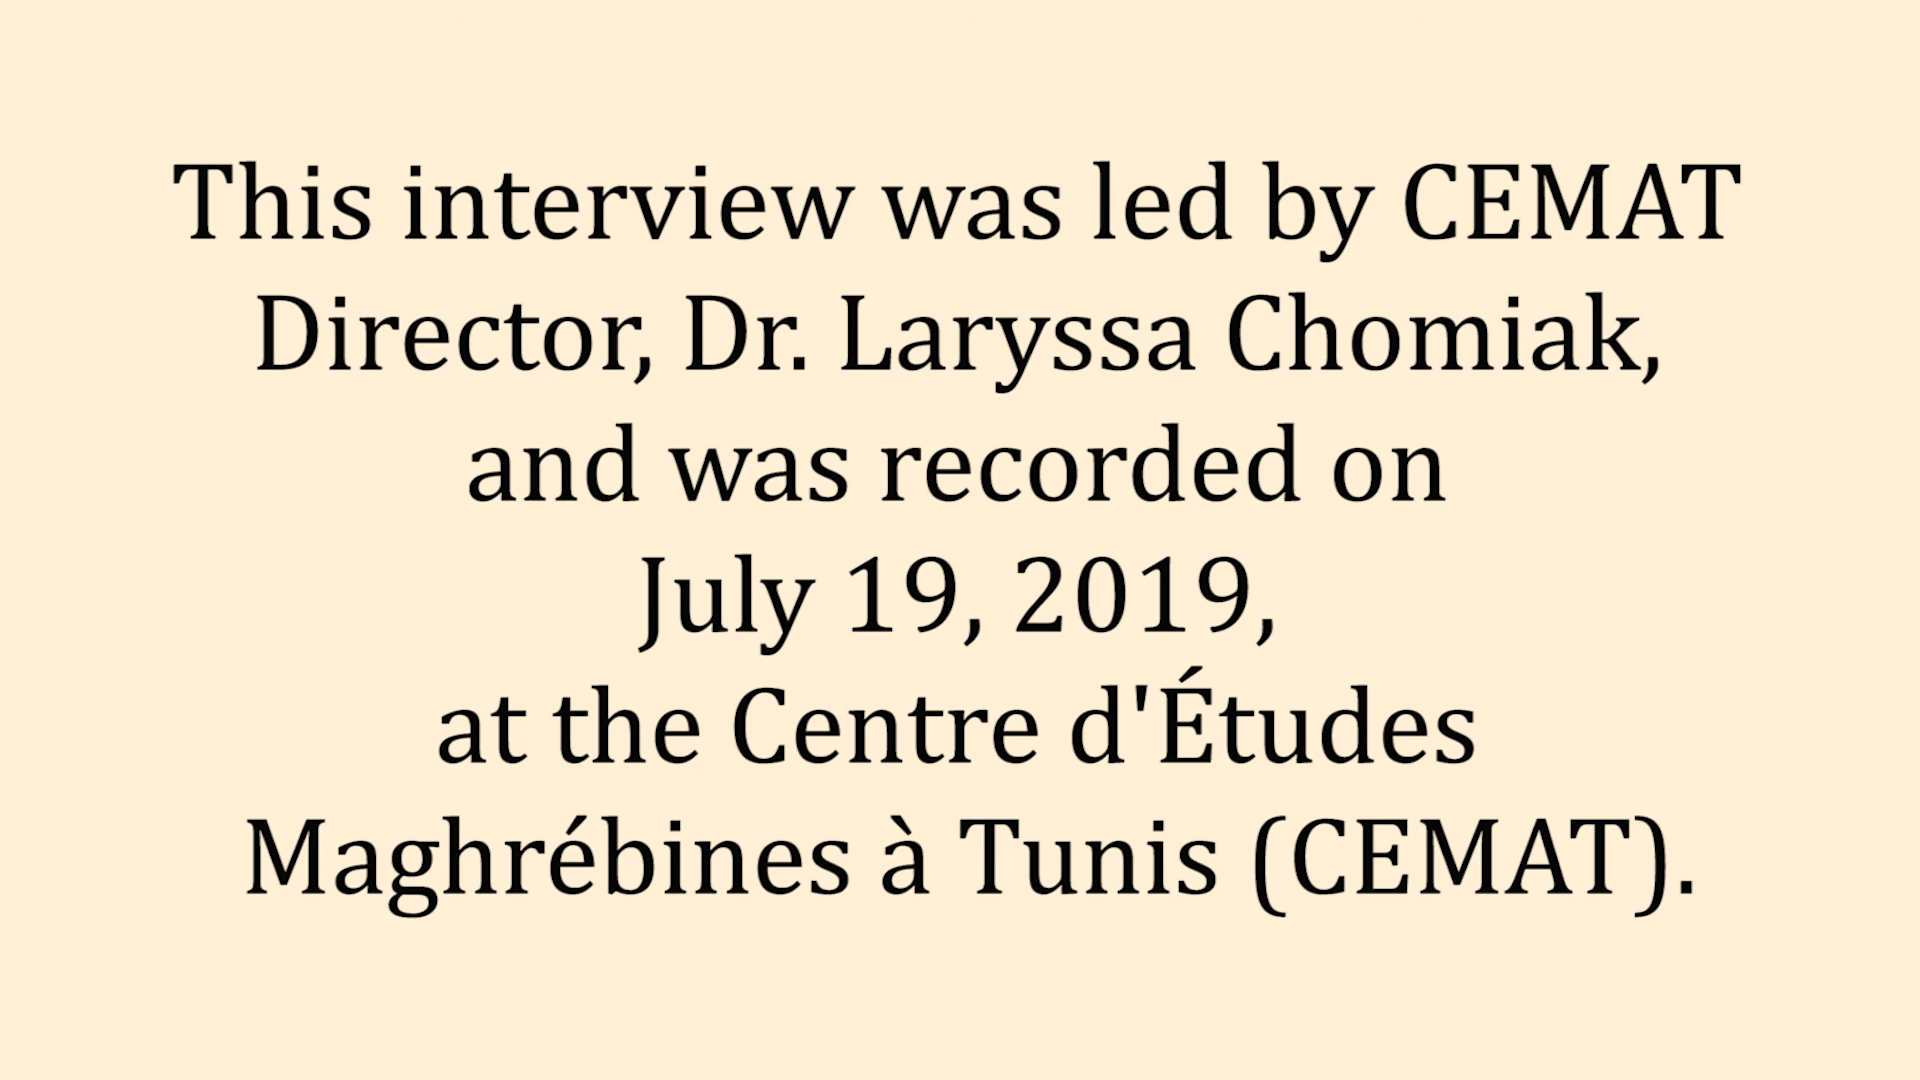 This interview was led by CEMAT
Director, Dr. Laryssa Chomiak,
and was recorded on
July 19, 2019,
at the Centre d'Études
Maghrébines à Tunis (CEMAT).